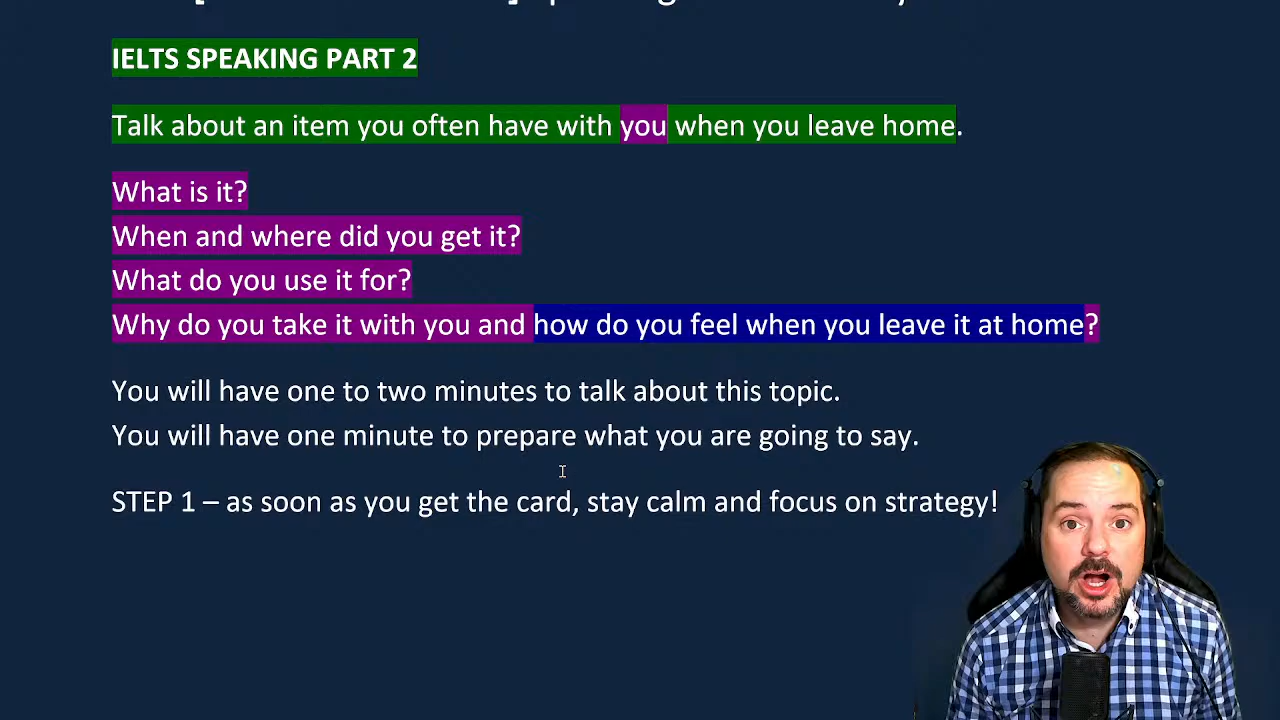 IELTS SPEAKING PART 2
Talk about an item you often have with you when you leave home.
What is it?
When and where did you get it?
What do you use it for?
Why do you take it with you and how do you feel when you leave it at home?
You will have one to two minutes to talk about this topic.
You will have one minute to prepare what you are going to say.
STEP 1 – as soon as you get the card, stay calm and focus on strategy!